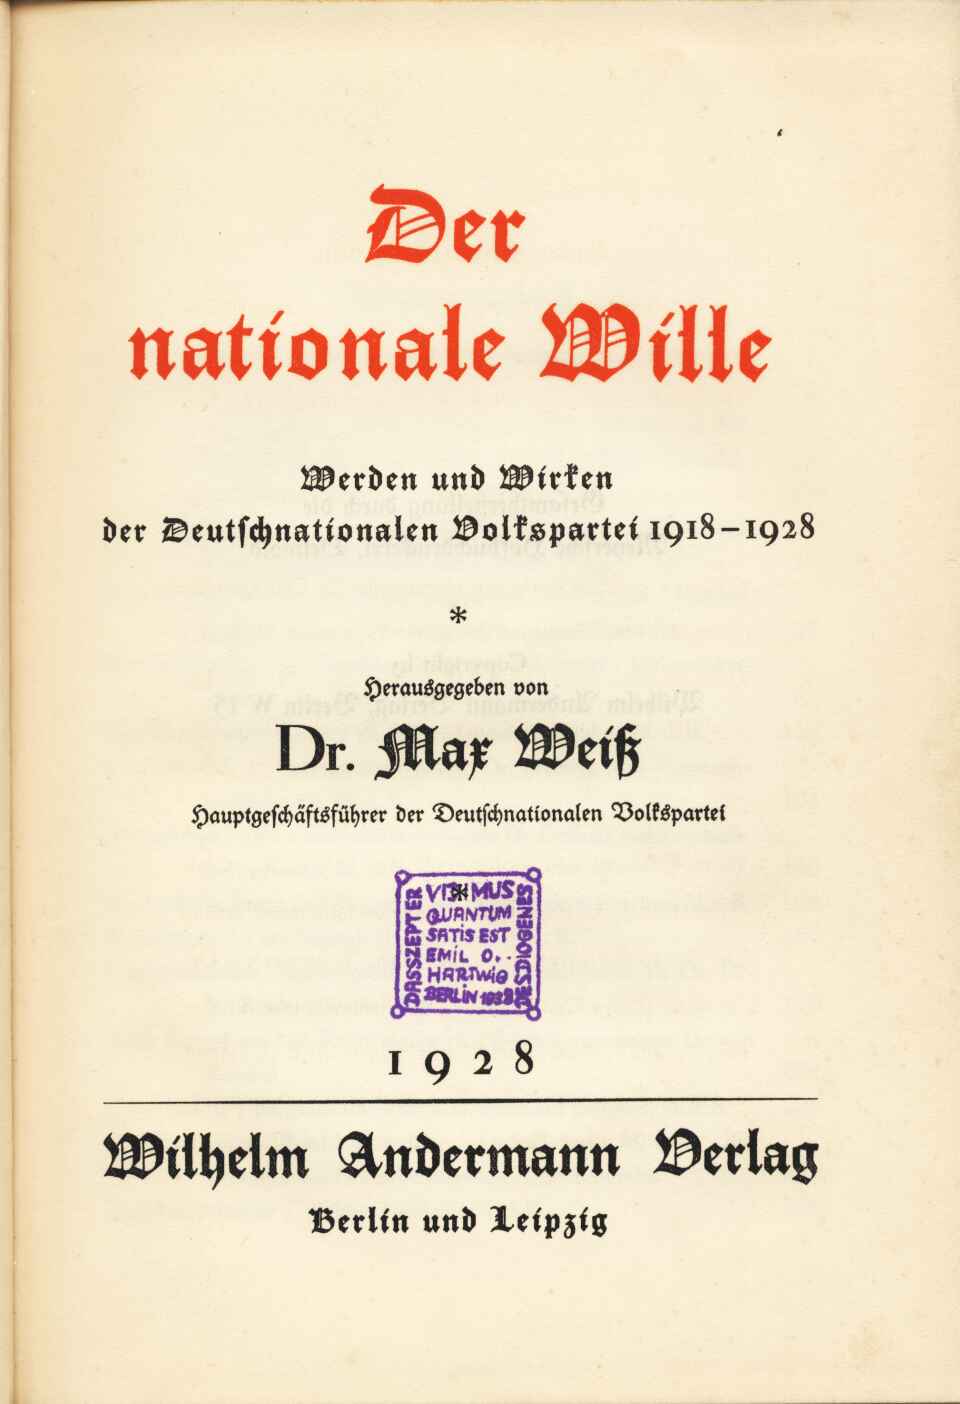 Der
nationale Wille
Werden und Wirken
der Deutschnationalen Volkspartei 1918–1928
*
Herausgegeben von
Dr. Max Weiß
Hauptgeschäftsführer der Deutschnationalen Volkspartei
*
DAS SZEPTER
VIXIMUS
QUANTUM
SATIS EST
EMIL O.
HARTWIG
BERLIN
DES DIOGENES
1928
Wilhelm Andermann Verlag
Berlin und Leipzig